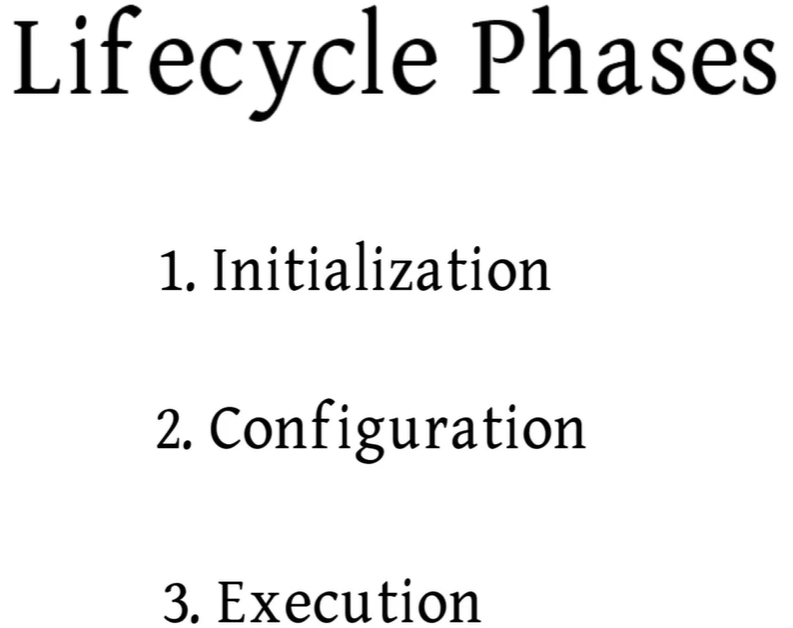 Lifecycle Phases
1. Initialization
2. Configuration
3. Execution